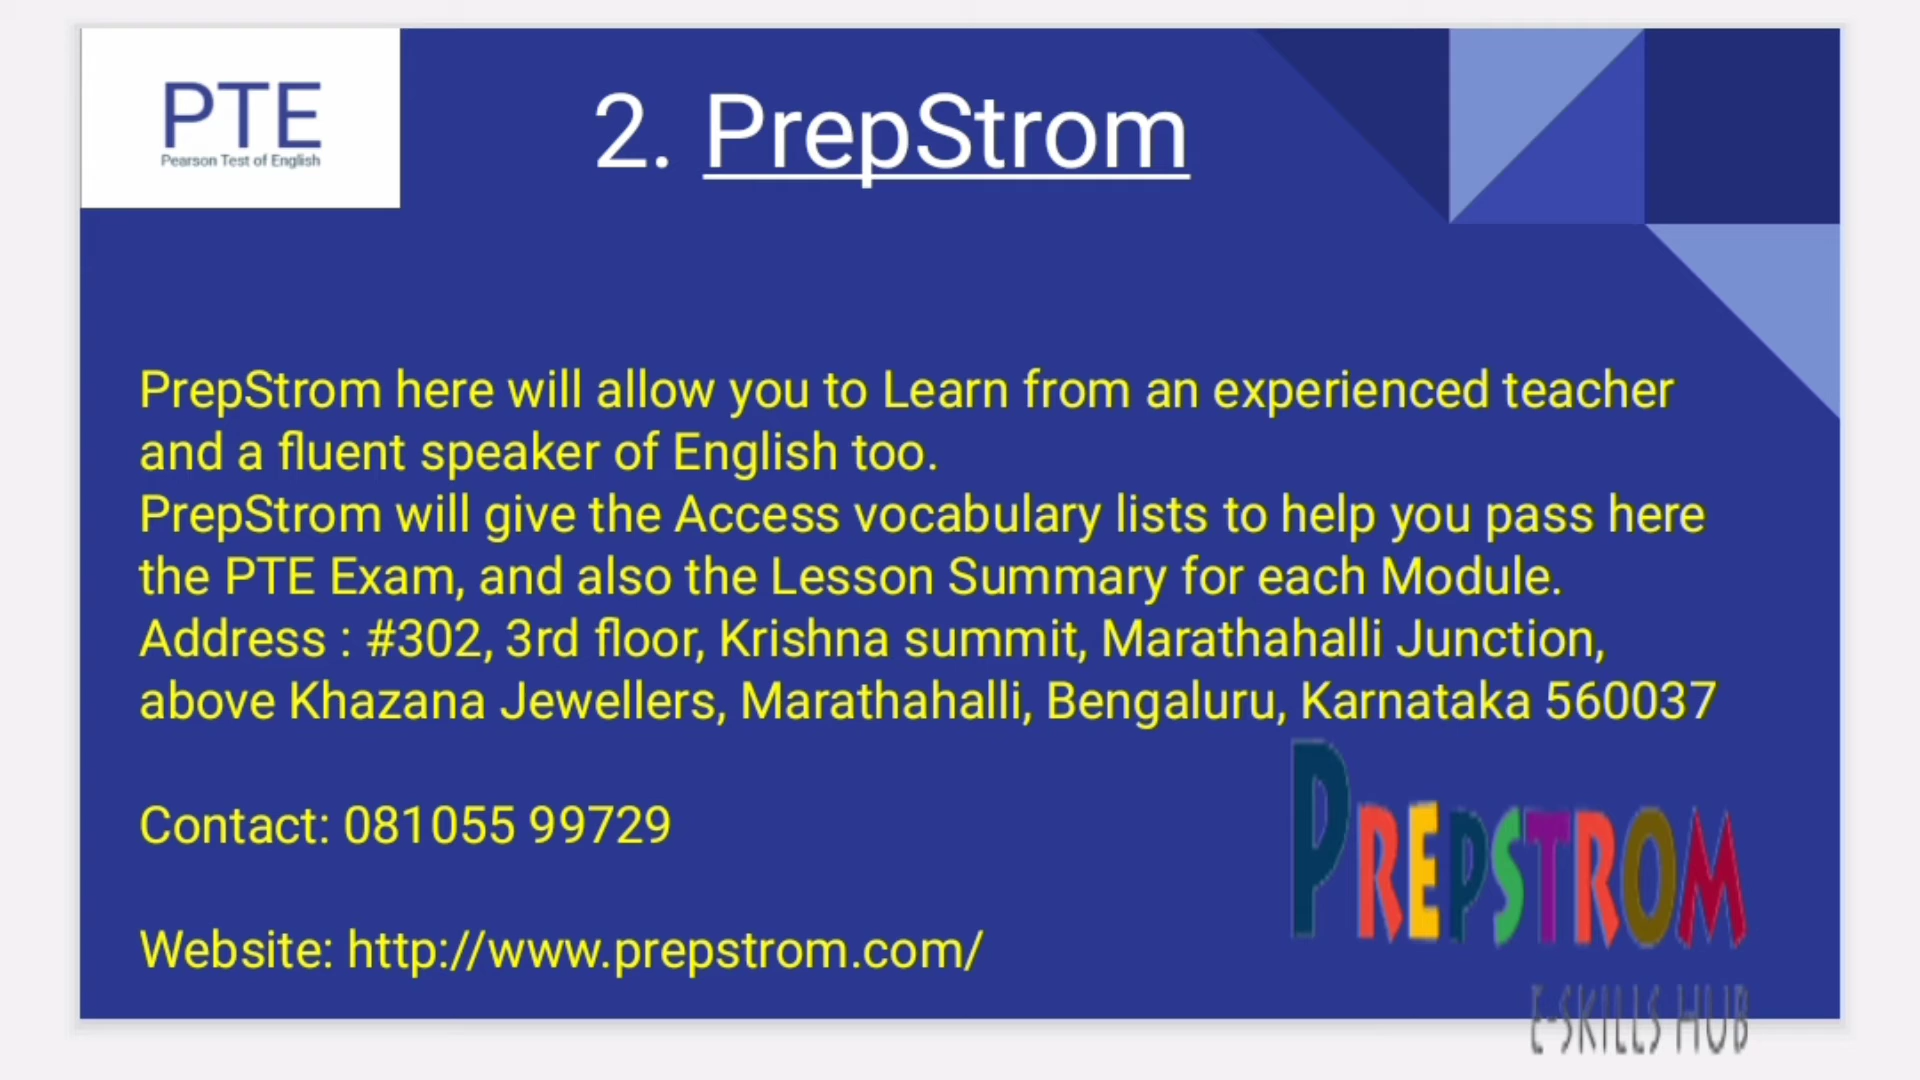 PTE
Pearson Test of English
2. PrepStrom
PrepStrom here will allow you to Learn from an experienced teacher
and a fluent speaker of English too.
PrepStrom will give the Access vocabulary lists to help you pass here
the PTE Exam, and also the Lesson Summary for each Module.
Address : #302, 3rd floor, Krishna summit, Marathahalli Junction,
above Khazana Jewellers, Marathahalli, Bengaluru, Karnataka 560037
Contact: 081055 99729
Website: http://www.prepstrom.com/
PREPSTROM
E-SKILLS HUB